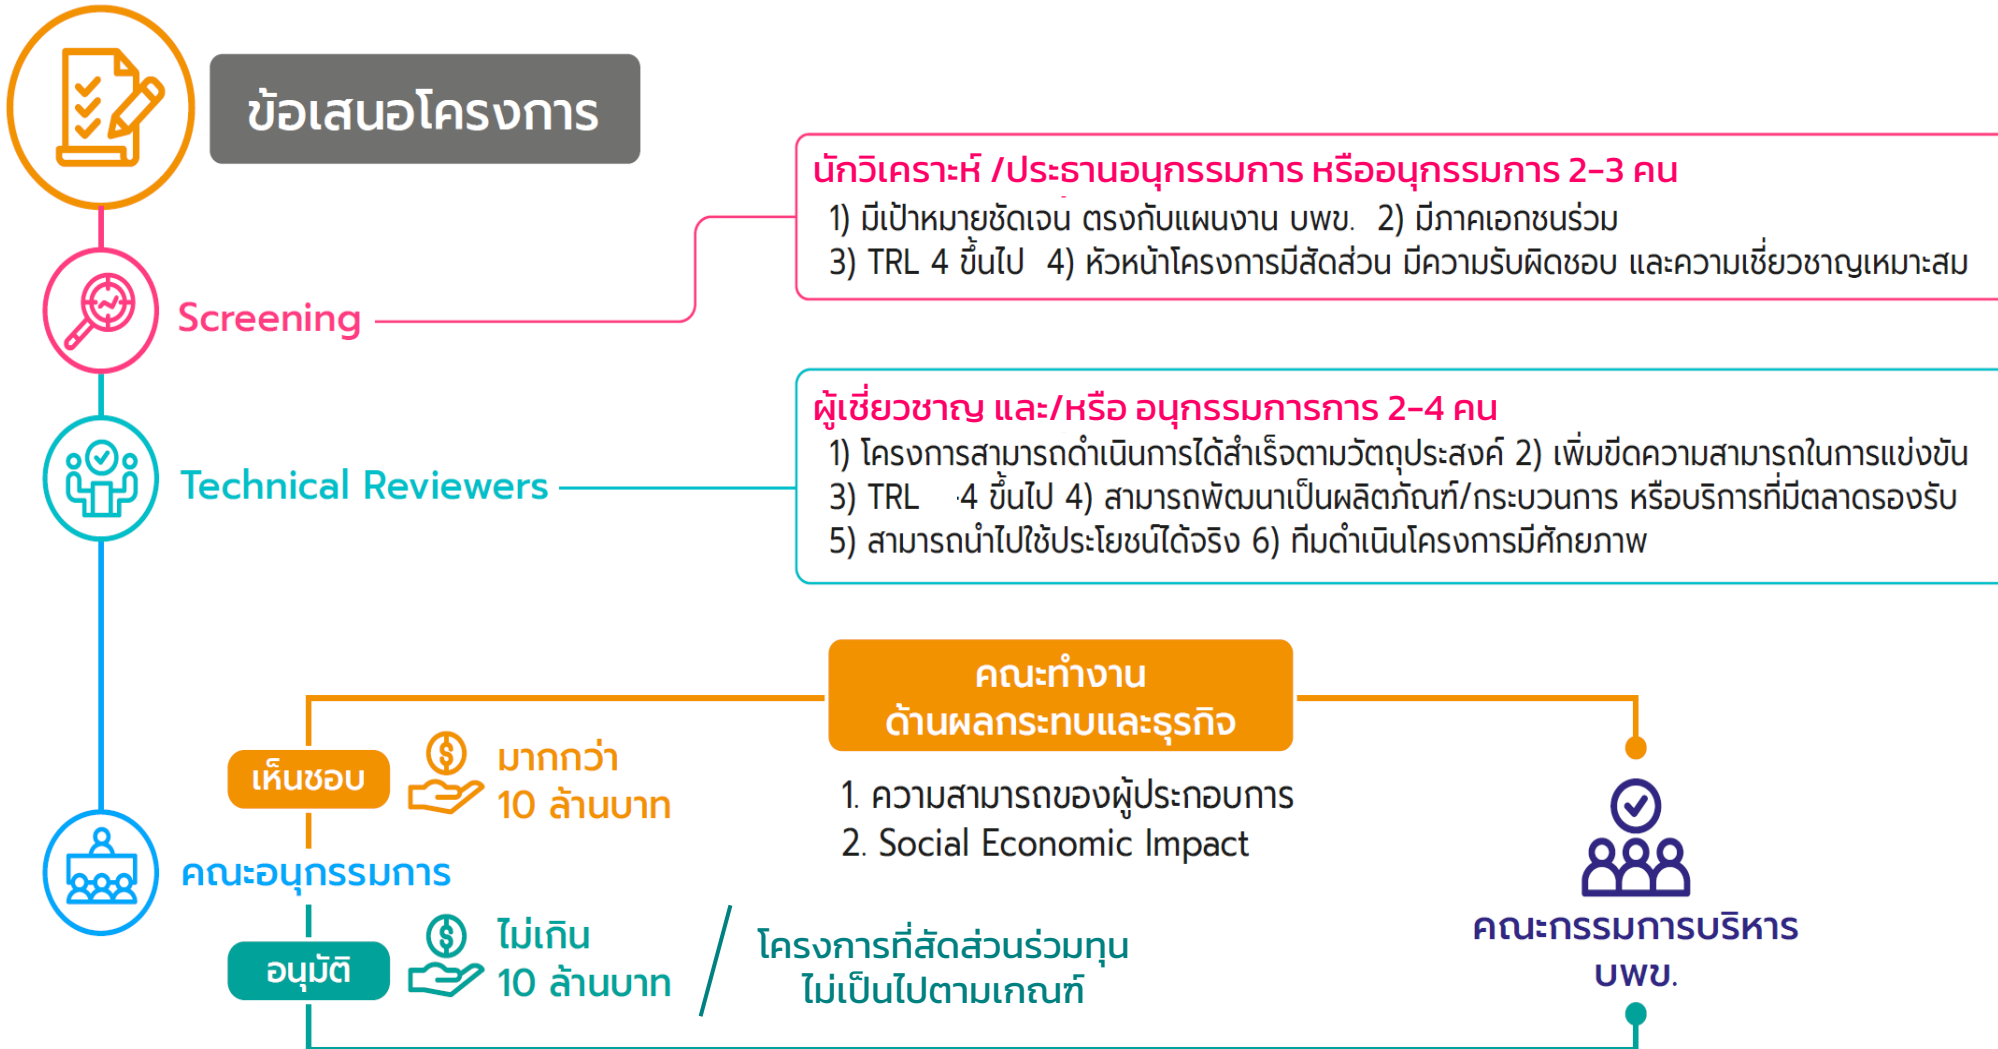 ข้อเสนอโครงการ
นักวิเคราะห์ /ประธานอนุกรรมการ หรืออนุกรรมการ 2-3 คน
1) มีเป้าหมายชัดเจน ตรงกับแผนงาน บพข. 2) มีภาคเอกชนร่วม
3) TRL 4 ขึ้นไป 4) หัวหน้าโครงการมีสัดส่วน มีความรับผิดชอบ และความเชี่ยวชาญเหมาะสม
Screening
ผู้เชี่ยวชาญ และ/หรือ อนุกรรมการการ 2-4 คน
1) โครงการสามารถดำเนินการได้สำเร็จตามวัตถุประสงค์ 2) เพิ่มขีดความสามารถในการแข่งขัน
3) TRL -4 ขึ้นไป 4) สามารถพัฒนาเป็นผลิตภัณฑ์/กระบวนการ หรือบริการที่มีตลาดรองรับ
5) สามารถนำไปใช้ประโยชน์ได้จริง 6) ทีมดำเนินโครงการมีศักยภาพ
Technical Reviewers
คณะทำงาน
ด้านผลกระทบและธุรกิจ
1. ความสามารถของผู้ประกอบการ
2. Social Economic Impact
เห็นชอบ
มากกว่า
10 ล้านบาท
คณะอนุกรรมการ
อนุมัติ
ไม่เกิน
10 ล้านบาท
/
โครงการที่สัดส่วนร่วมทุน
ไม่เป็นไปตามเกณฑ์
คณะกรรมการบริหาร
บพข.